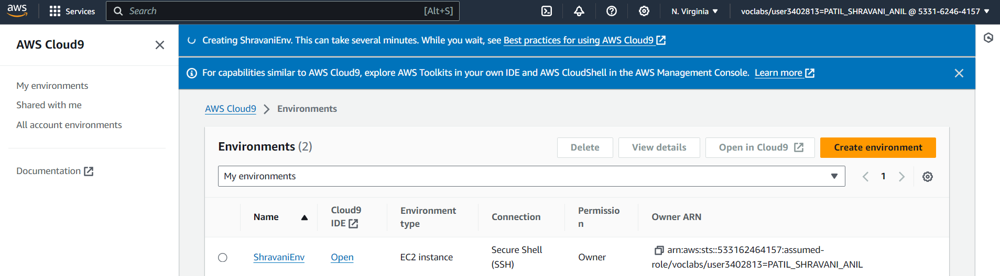 aws Services Search [Alt+S] N. Virginia voclabs/user3402813=PATIL_SHRAVANI_ANIL @ 5331-6246-4157
AWS Cloud9
My environments
Shared with me
All account environments
Documentation
Creating ShravaniEnv. This can take several minutes. While you wait, see Best practices for using AWS Cloud9
For capabilities similar to AWS Cloud9, explore AWS Toolkits in your own IDE and AWS CloudShell in the AWS Management Console. Learn more
AWS Cloud9 > Environments
Environments (2) Delete View details Open in Cloud9 Create environment
My environments 1
Name Cloud9 IDE Environment type Connection Permission Owner ARN
ShravaniEnv Open EC2 instance Secure Shell (SSH) Owner arn:aws:sts::533162464157:assumed-
role/voclabs/user3402813=PATIL_SHRAVANI_ANIL